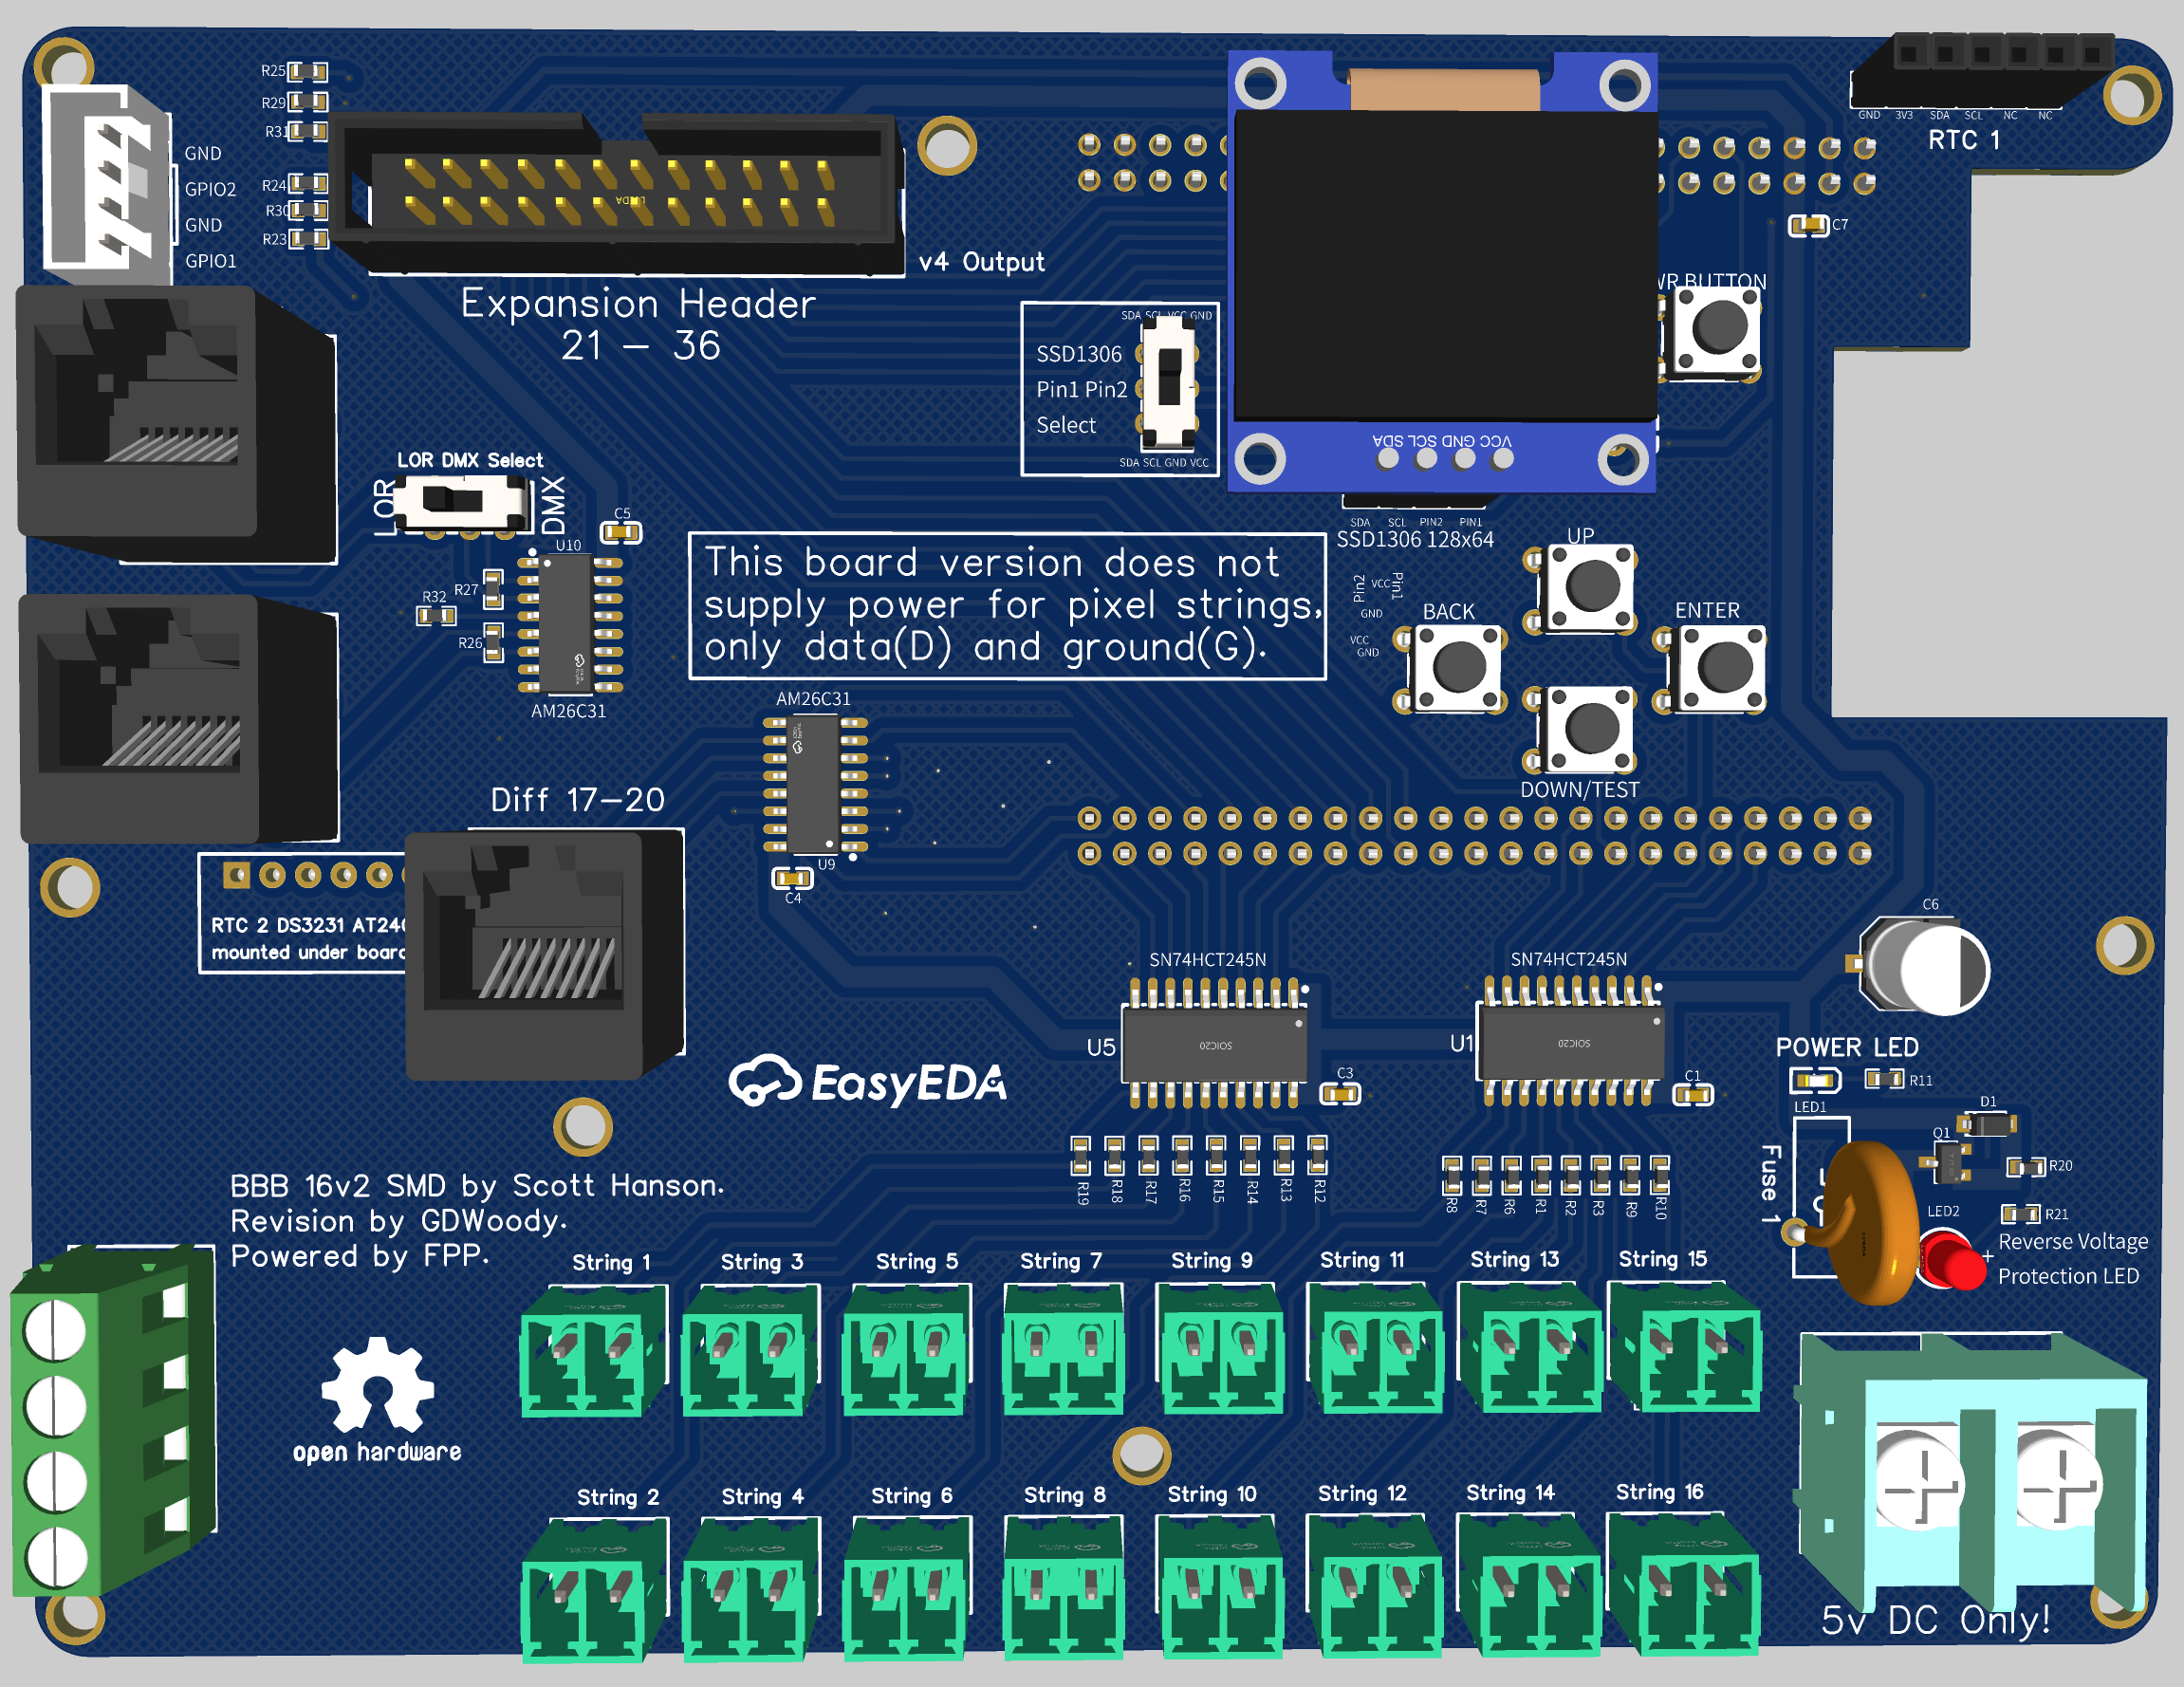 R25
R29
R31
GND
GPIO2
GND
GPIO1
R24
R30
R23
v4 Output
Expansion Header
21 - 36
GND 3V3 SDA SCL NC NC
RTC 1
C7
SDA SCL VCC GND
SSD1306
Pin1 Pin2
Select
SDA SCL GND VCC
VCC GND SCL SDA
WR BUTTON
SDA SCL PIN2 PIN1
SSD1306 128x64
LOR DMX Select
LOR
DMX
C5
U10
R27
R32
R26
AM26C31
This board version does not
supply power for pixel strings,
only data(D) and ground(G).
Pin2 VCC Pin1
GND
VCC
GND
UP
BACK
ENTER
DOWN/TEST
AM26C31
U9
C4
Diff 17-20
RTC 2 DS3231 AT24
mounted under board
C6
SN74HCT245N
SN74HCT245N
U5
SOIC20
U1
SOIC20
C3
C1
EasyEDA
POWER LED
R11
LED1
D1
Q1
Fuse 1
R20
R21
LED2
+
Reverse Voltage
Protection LED
R19 R18 R17 R16 R15 R14 R13 R12
R8 R7 R6 R1 R2 R3 R9 R10
BBB 16v2 SMD by Scott Hanson.
Revision by GDWoody.
Powered by FPP.
String 1 String 3 String 5 String 7 String 9 String 11 String 13 String 15
open hardware
String 2 String 4 String 6 String 8 String 10 String 12 String 14 String 16
5v DC Only!